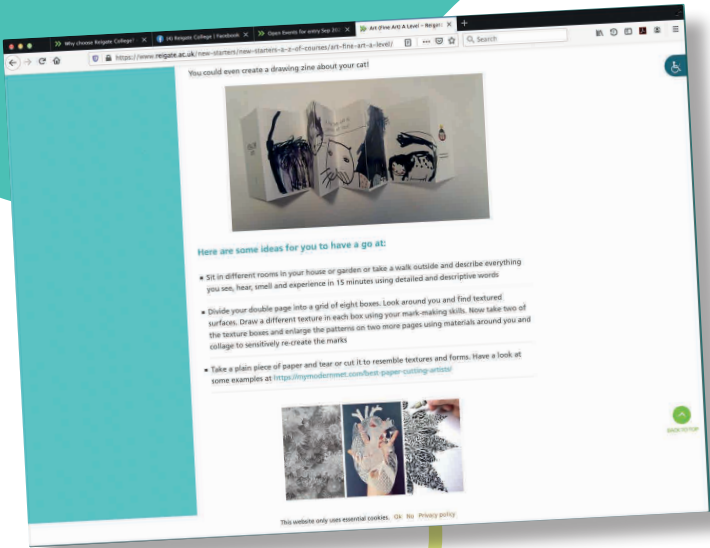 Why choose Reigate College?
(4) Reigate College | Facebook
Open Events for entry Sep 202
Art (Fine Art) A Level – Reigate
https://www.reigate.ac.uk/new-starters/new-starters-a-z-of-courses/art-fine-art-a-level/
Search
You could even create a drawing zine about your cat!
Here are some ideas for you to have a go at:
• Sit in different rooms in your house or garden or take a walk outside and describe everything
you see, hear, smell and experience in 15 minutes using detailed and descriptive words
• Divide your double page into a grid of eight boxes. Look around you and find textured
surfaces. Draw a different texture in each box using your mark-making skills. Now take two of
the texture boxes and enlarge the patterns on two more pages using materials around you and
collage to sensitively re-create the marks
• Take a plain piece of paper and tear or cut it to resemble textures and forms. Have a look at
some examples at https://mymodernmet.com/best-paper-cutting-artists/
BACK TO TOP
This website only uses essential cookies. Ok No Privacy policy